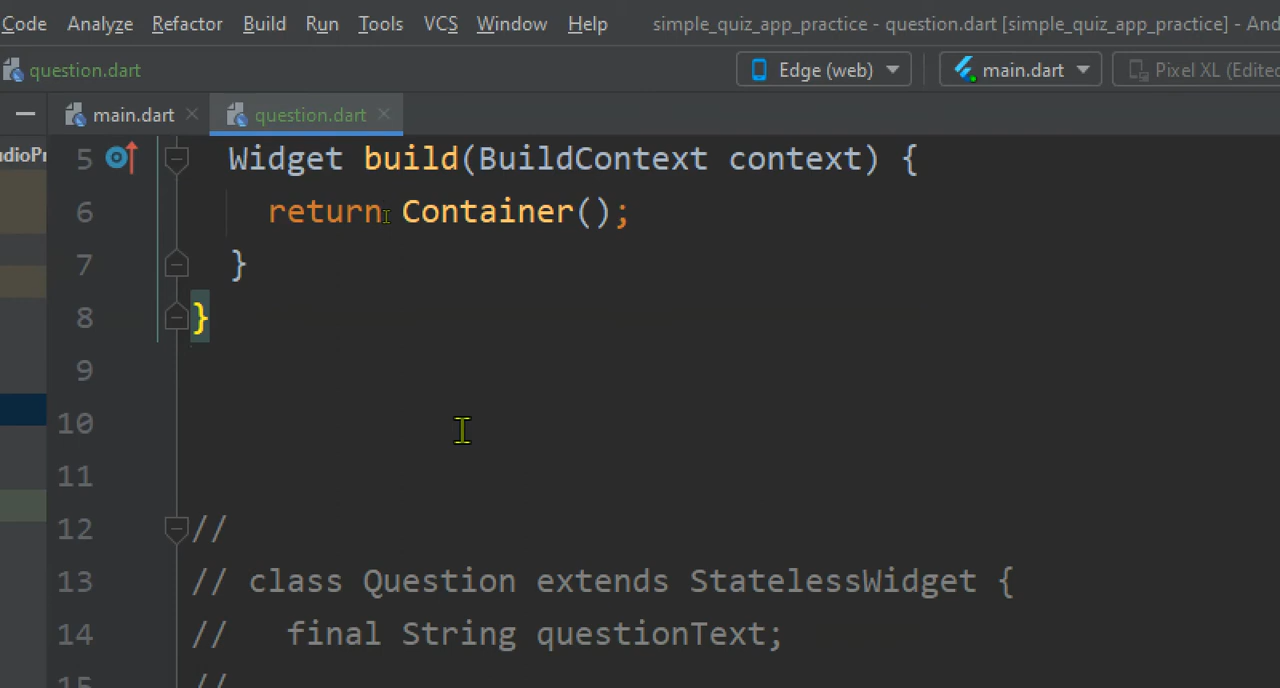 Code Analyze Refactor Build Run Tools VCS Window Help simple_quiz_app_practice - question.dart [simple_quiz_app_practice] - And
question.dart Edge (web) main.dart Pixel XL (Edited
main.dart question.dart
5 Widget build(BuildContext context) {
6 return Container();
7 }
8 }
9
10
11
12 //
13 // class Question extends StatelessWidget {
14 // final String questionText;
15 //